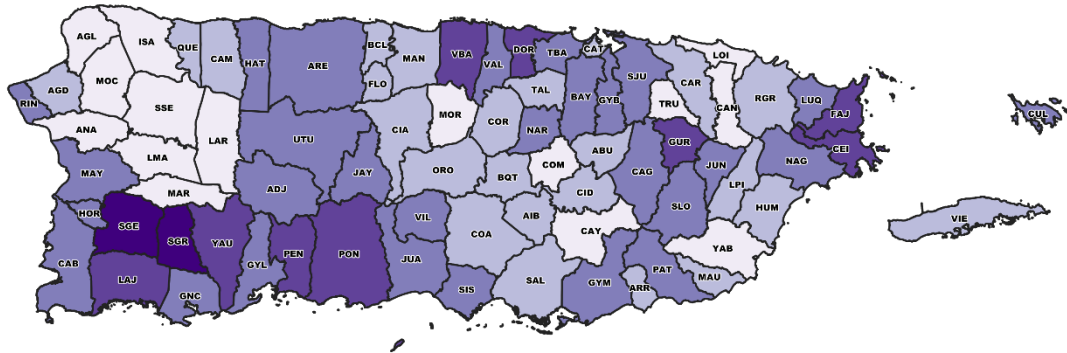 AGL
ISA
QUE
CAM
HAT
ARE
BCL
MAN
VBA
VAL
DOR
TBA
CAT
SJU
LOI
MOC
AGD
RIN
SSE
FLO
TAL
BAY
GYB
CAR
TRU
CAN
RGR
LUQ
FAJ
CUL
ANA
LAR
UTU
CIA
MOR
COR
NAR
GUR
CEI
LMA
MAY
MAR
ADJ
JAY
ORO
BQT
COM
ABU
CAG
JUN
NAG
LPI
CID
SLO
HUM
HOR
SGE
SGR
YAU
VIL
AIB
CAY
VIE
CAB
GYL
PEN
PON
JUA
COA
YAB
LAJ
GNC
SIS
SAL
GYM
ARR
PAT
MAU